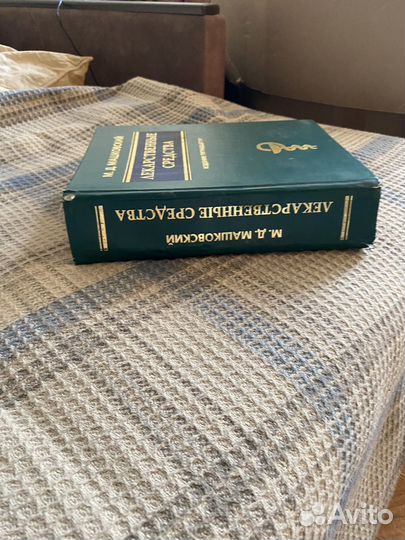 М.Д. МАШКОВСКИЙ
ЛЕКАРСТВЕННЫЕ
СРЕДСТВА
М.Д. МАШКОВСКИЙ
ЛЕКАРСТВЕННЫЕ СРЕДСТВА
Avito